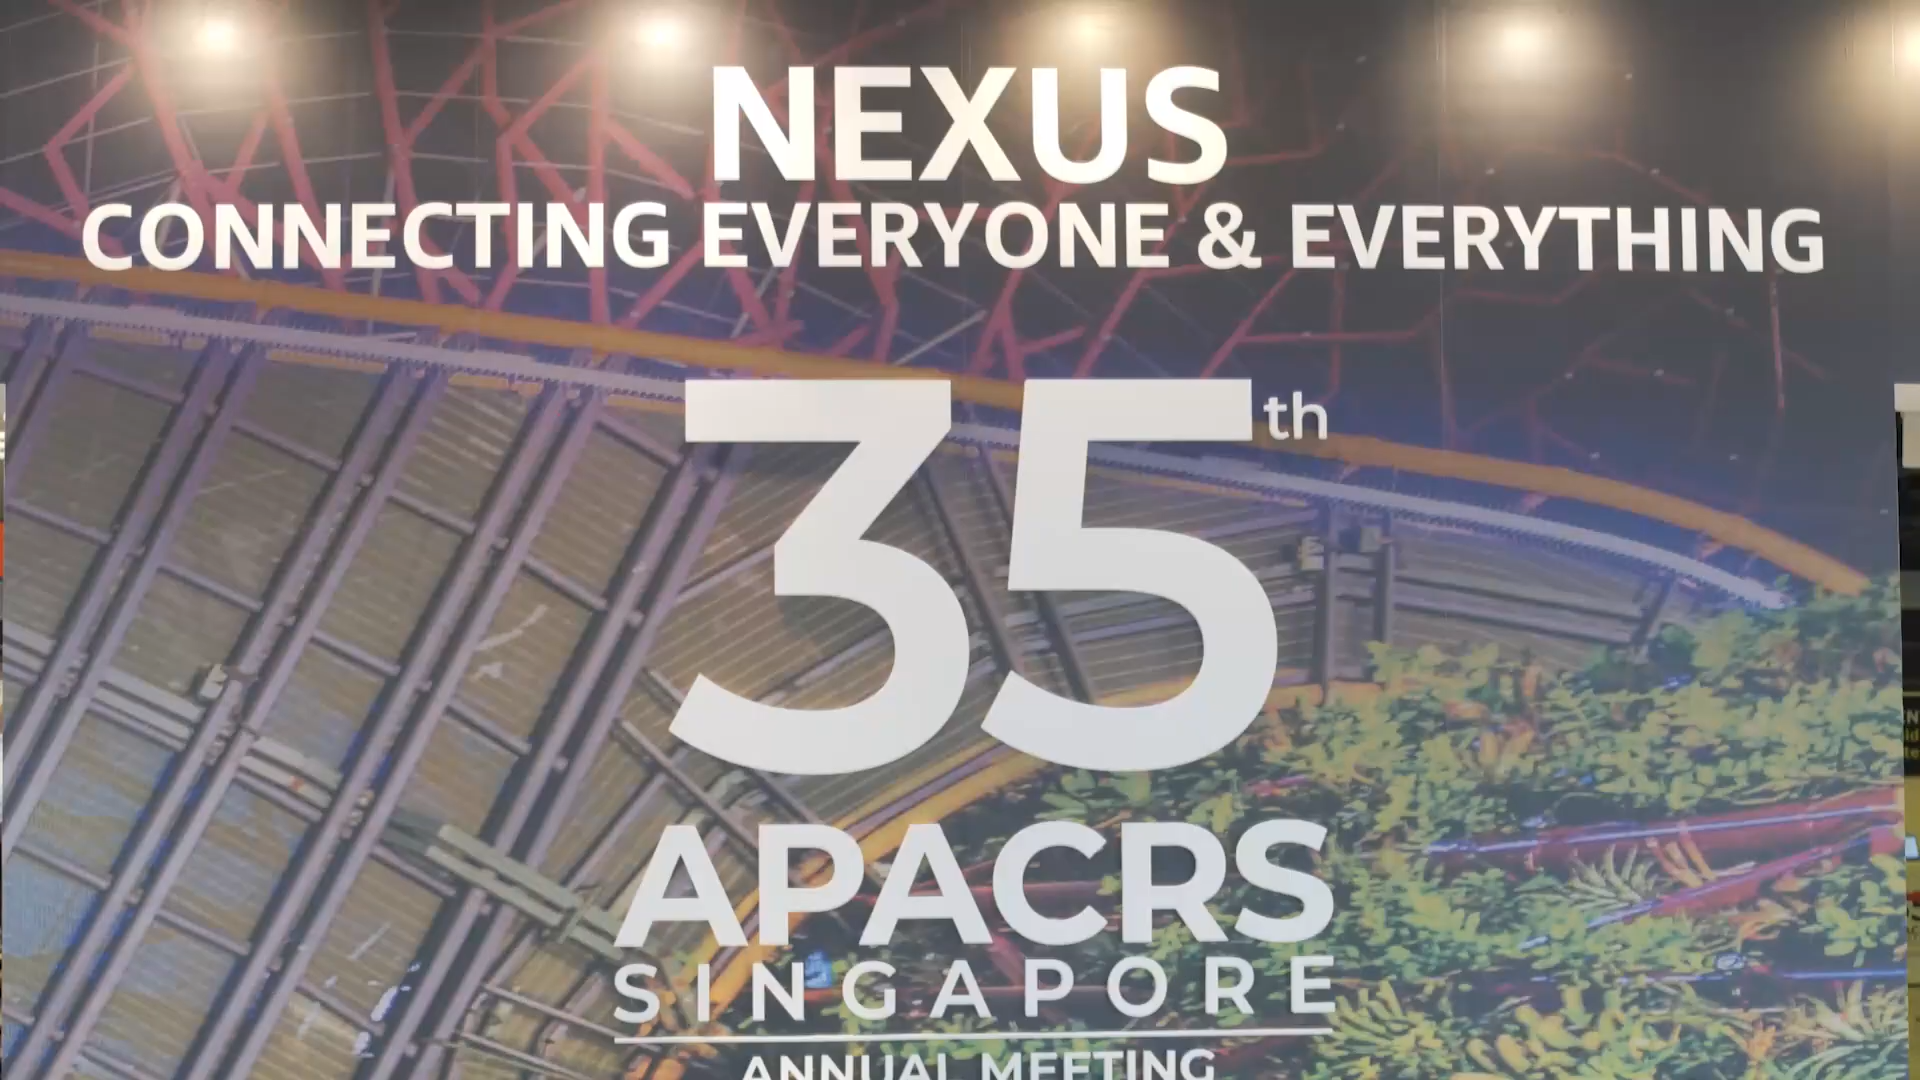 NEXUS
CONNECTING EVERYONE & EVERYTHING
35th
APACRS
SINGAPORE
ANNUAL MEETING